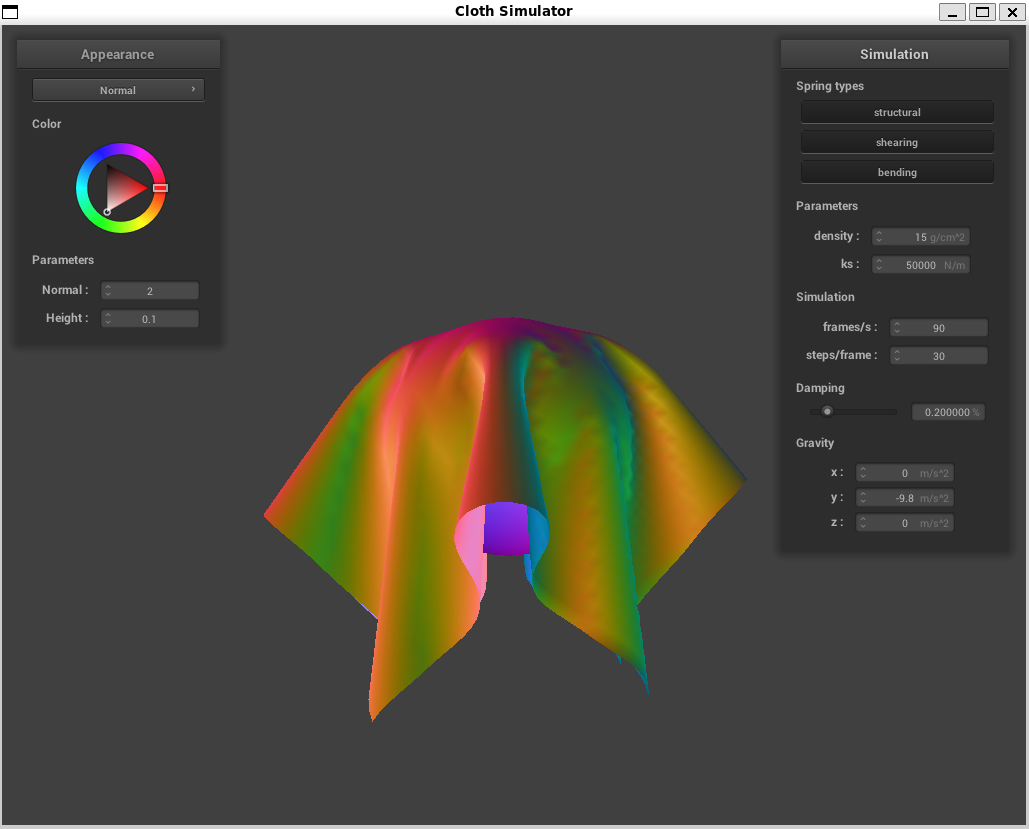 Cloth Simulator
Appearance
Normal
Color
Parameters
Normal : 2
Height : 0.1
Simulation
Spring types
structural
shearing
bending
Parameters
density : 15 g/cm^2
ks : 50000 N/m
Simulation
frames/s : 90
steps/frame : 30
Damping
0.200000 %
Gravity
x : 0 m/s^2
y : -9.8 m/s^2
z : 0 m/s^2